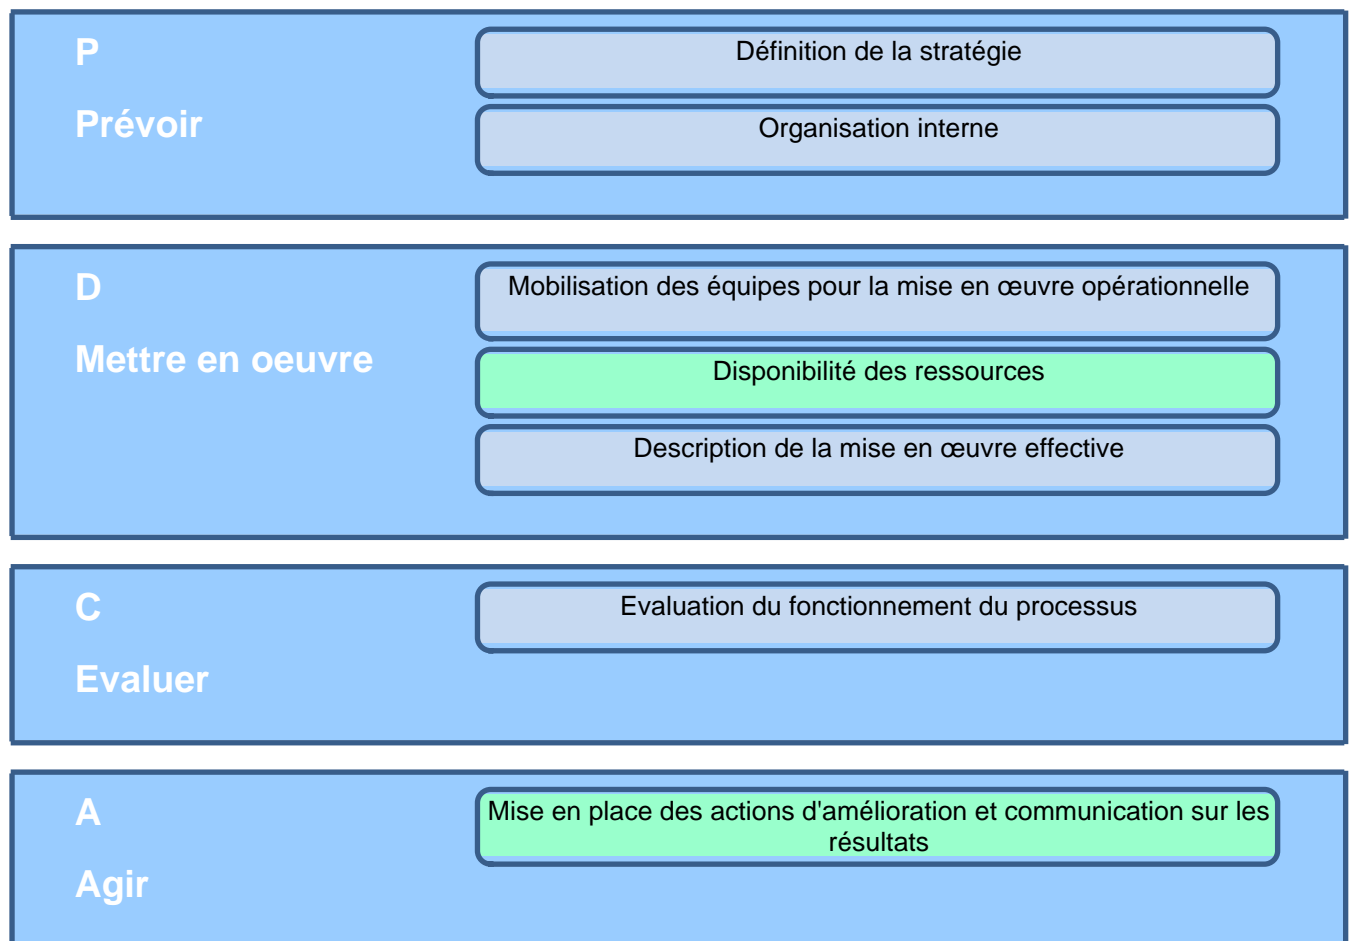 P
Définition de la stratégie
Prévoir
Organisation interne
D
Mobilisation des équipes pour la mise en œuvre opérationnelle
Mettre en oeuvre
Disponibilité des ressources
Description de la mise en œuvre effective
C
Evaluation du fonctionnement du processus
Evaluer
A
Mise en place des actions d'amélioration et communication sur les
résultats
Agir